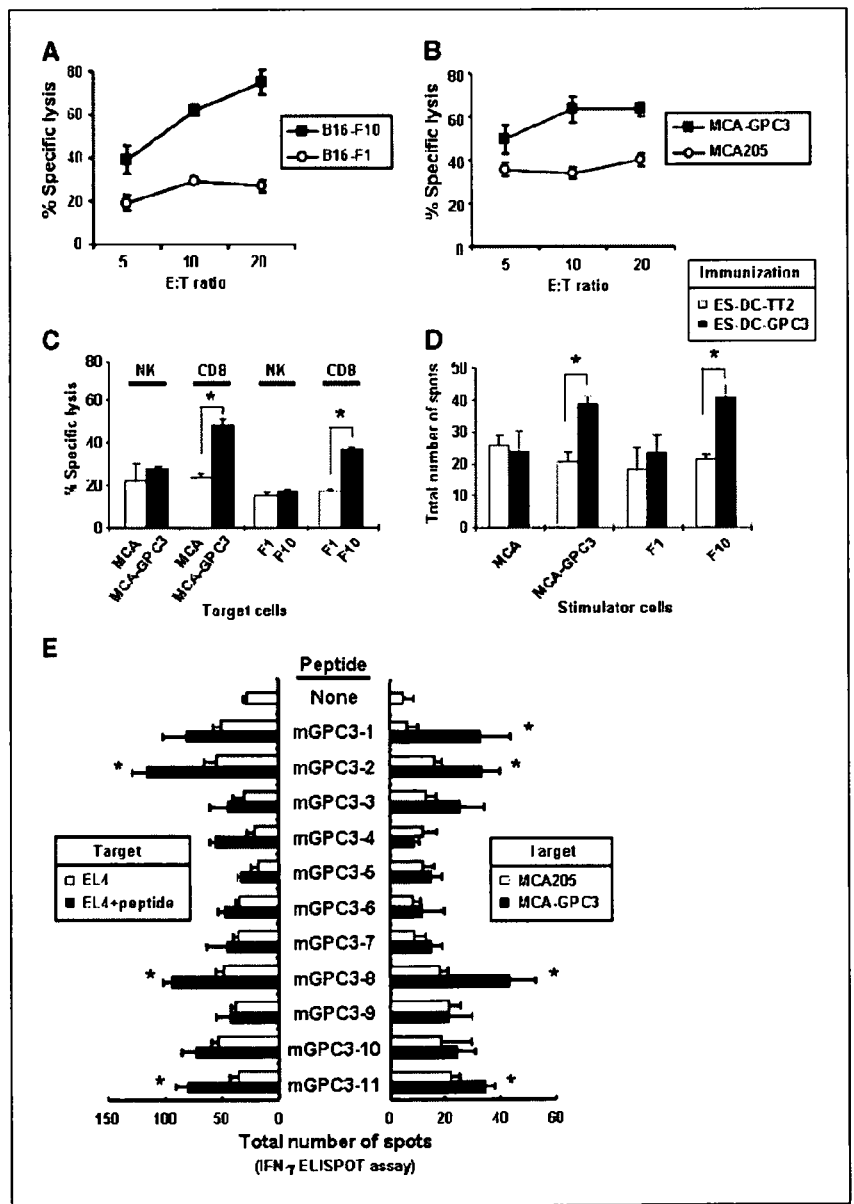 A
% Specific lysis
80
60
40
20
0
5
10
20
E:T ratio
B16-F10
B16-F1
B
% Specific lysis
80
60
40
20
0
5
10
20
E:T ratio
MCA-GPC3
MCA205
Immunization
ES-DC-TT2
ES-DC-GPC3
C
% Specific lysis
80
60
40
20
0
NK
CD8
NK
CD8
*
*
MCA
MCA-GPC3
MCA
MCA-GPC3
F1
F10
F1
F10
Target cells
D
Total number of spots
50
40
30
20
10
0
*
*
MCA
MCA-GPC3
F1
F10
Stimulator cells
E
Peptide
None
mGPC3-1 *
* mGPC3-2 *
mGPC3-3
mGPC3-4
mGPC3-5
mGPC3-6
mGPC3-7
* mGPC3-8 *
mGPC3-9
mGPC3-10
* mGPC3-11 *
Target
EL4
EL4+peptide
Target
MCA205
MCA-GPC3
150 100 50 0 0 20 40 60
Total number of spots
(IFN γ ELISPOT assay)